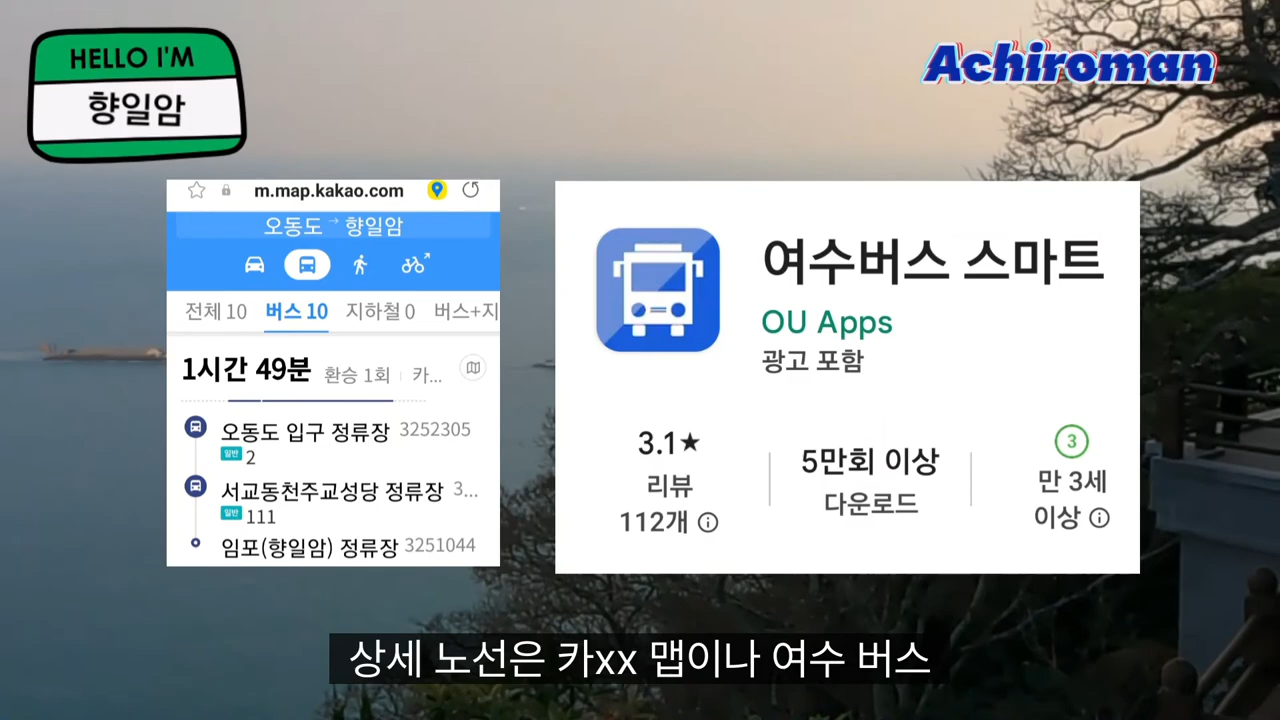 HELLO I'M
향일암
Achiroman
m.map.kakao.com
오동도 → 향일암
전체 10 버스 10 지하철 0 버스+지
1시간 49분 환승 1회 카...
오동도 입구 정류장 3252305
일반 2
서교동천주교성당 정류장 3...
일반 111
임포(향일암) 정류장 3251044
여수버스 스마트
OU Apps
광고 포함
3.1★
리뷰
112개
5만회 이상
다운로드
3
만 3세
이상
상세 노선은 카xx 맵이나 여수 버스